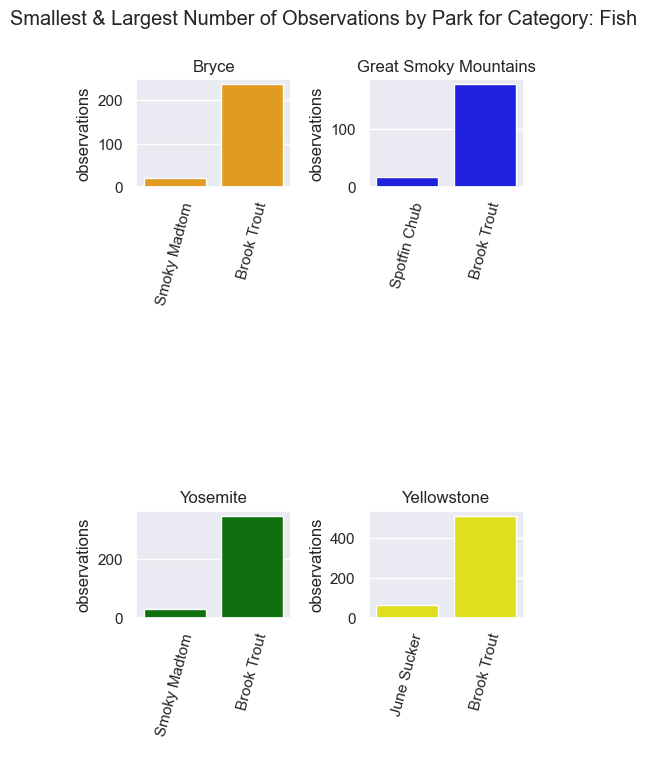 Smallest & Largest Number of Observations by Park for Category: Fish
Bryce
observations
200
100
0
Smoky Madtom
Brook Trout
Great Smoky Mountains
observations
100
0
Spotfin Chub
Brook Trout
Yosemite
observations
200
0
Smoky Madtom
Brook Trout
Yellowstone
observations
400
200
0
June Sucker
Brook Trout